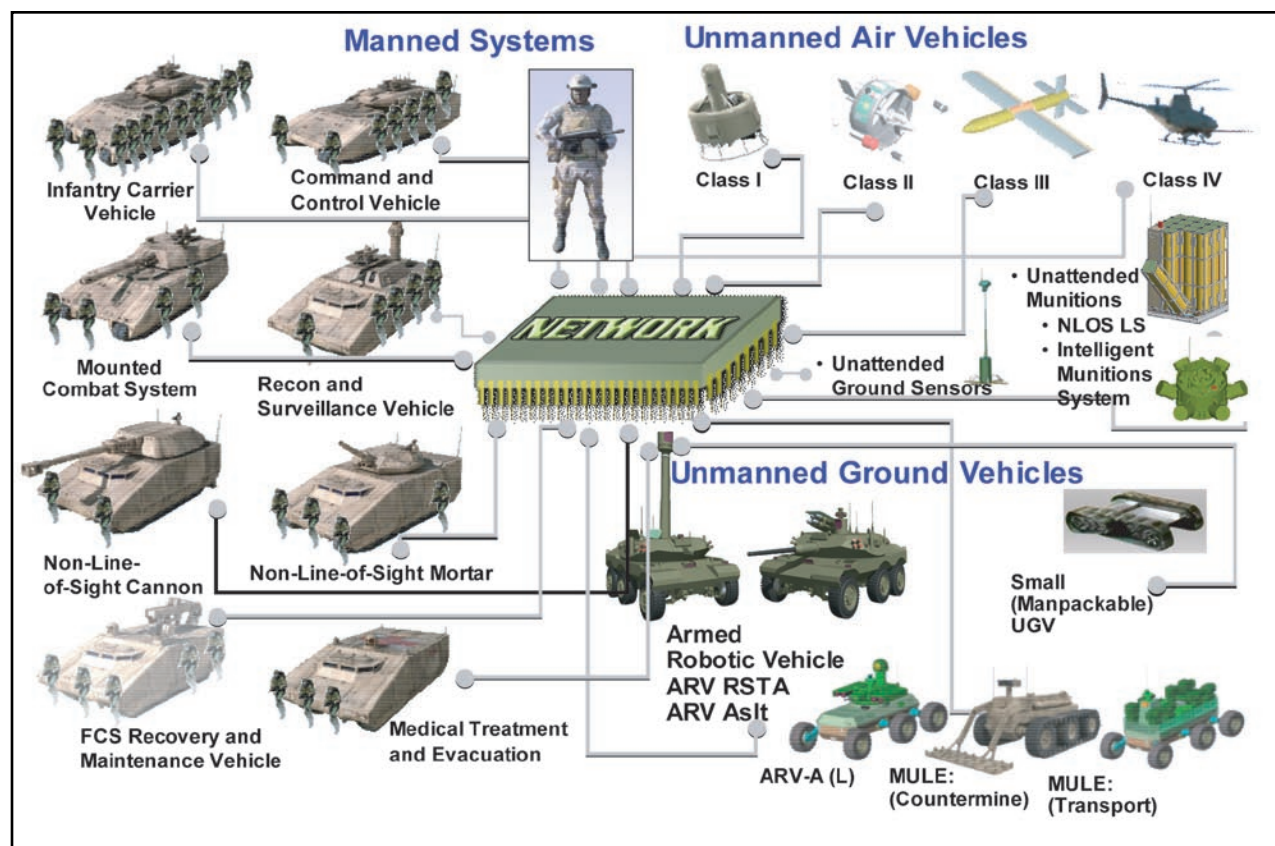 Manned Systems
Unmanned Air Vehicles
Infantry Carrier
Vehicle
Command and
Control Vehicle
Class I
Class II
Class III
Class IV
Mounted
Combat System
Recon and
Surveillance Vehicle
NETWORK
• Unattended
Ground Sensors
• Unattended
Munitions
• NLOS LS
• Intelligent
Munitions
System
Unmanned Ground Vehicles
Non-Line-
of-Sight Cannon
Non-Line-of-Sight Mortar
Small
(Manpackable)
UGV
Armed
Robotic Vehicle
ARV RSTA
ARV Aslt
FCS Recovery and
Maintenance Vehicle
Medical Treatment
and Evacuation
ARV-A (L)
MULE:
(Countermine)
MULE:
(Transport)